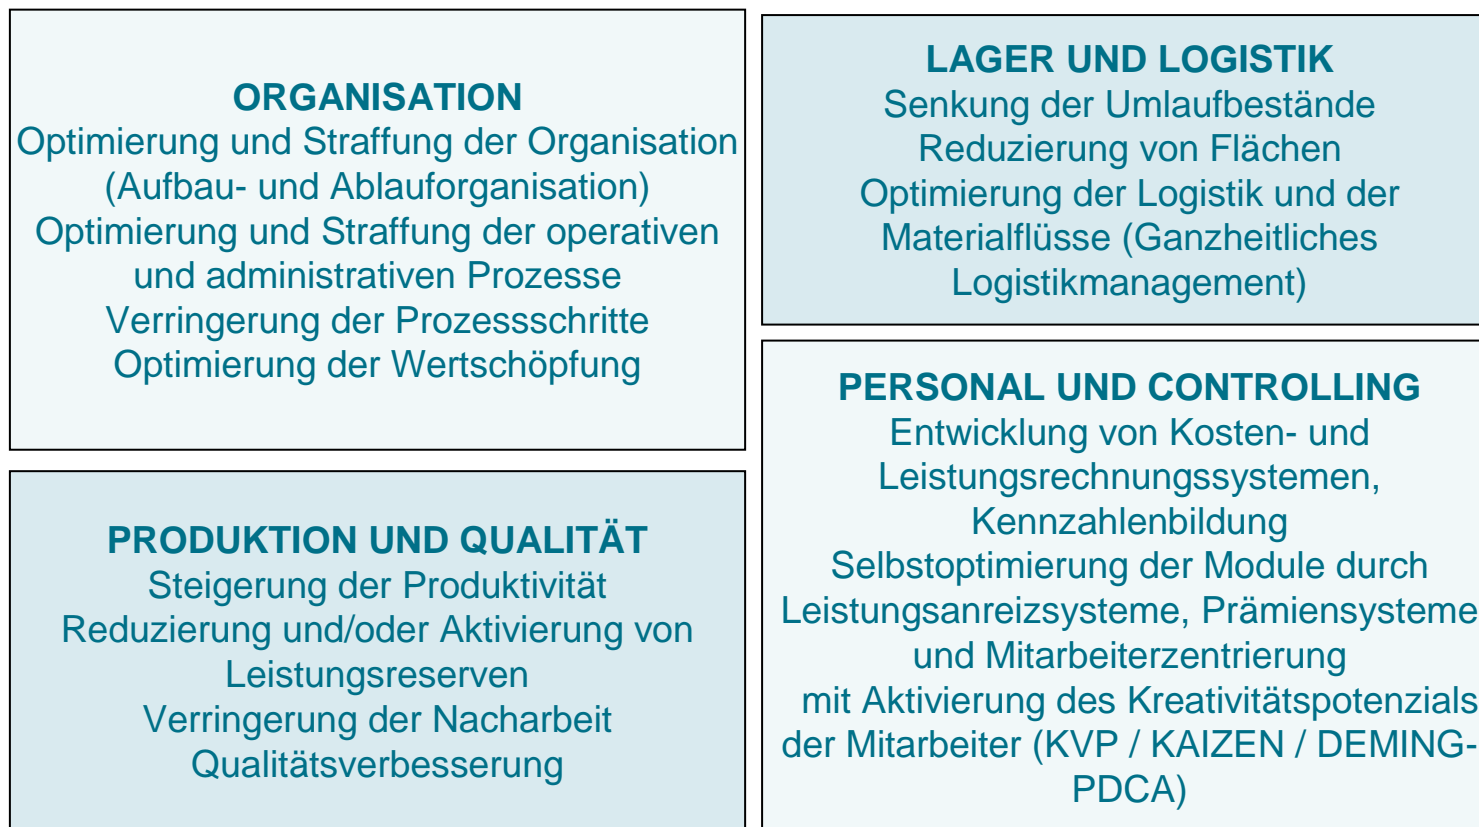 ORGANISATION
Optimierung und Straffung der Organisation
(Aufbau- und Ablauforganisation)
Optimierung und Straffung der operativen
und administrativen Prozesse
Verringerung der Prozessschritte
Optimierung der Wertschöpfung
PRODUKTION UND QUALITÄT
Steigerung der Produktivität
Reduzierung und/oder Aktivierung von
Leistungsreserven
Verringerung der Nacharbeit
Qualitätsverbesserung
LAGER UND LOGISTIK
Senkung der Umlaufbestände
Reduzierung von Flächen
Optimierung der Logistik und der
Materialflüsse (Ganzheitliches
Logistikmanagement)
PERSONAL UND CONTROLLING
Entwicklung von Kosten- und
Leistungsrechnungssystemen,
Kennzahlenbildung
Selbstoptimierung der Module durch
Leistungsanreizsysteme, Prämiensysteme
und Mitarbeiterzentrierung
mit Aktivierung des Kreativitätspotenzials
der Mitarbeiter (KVP / KAIZEN / DEMING-
PDCA)